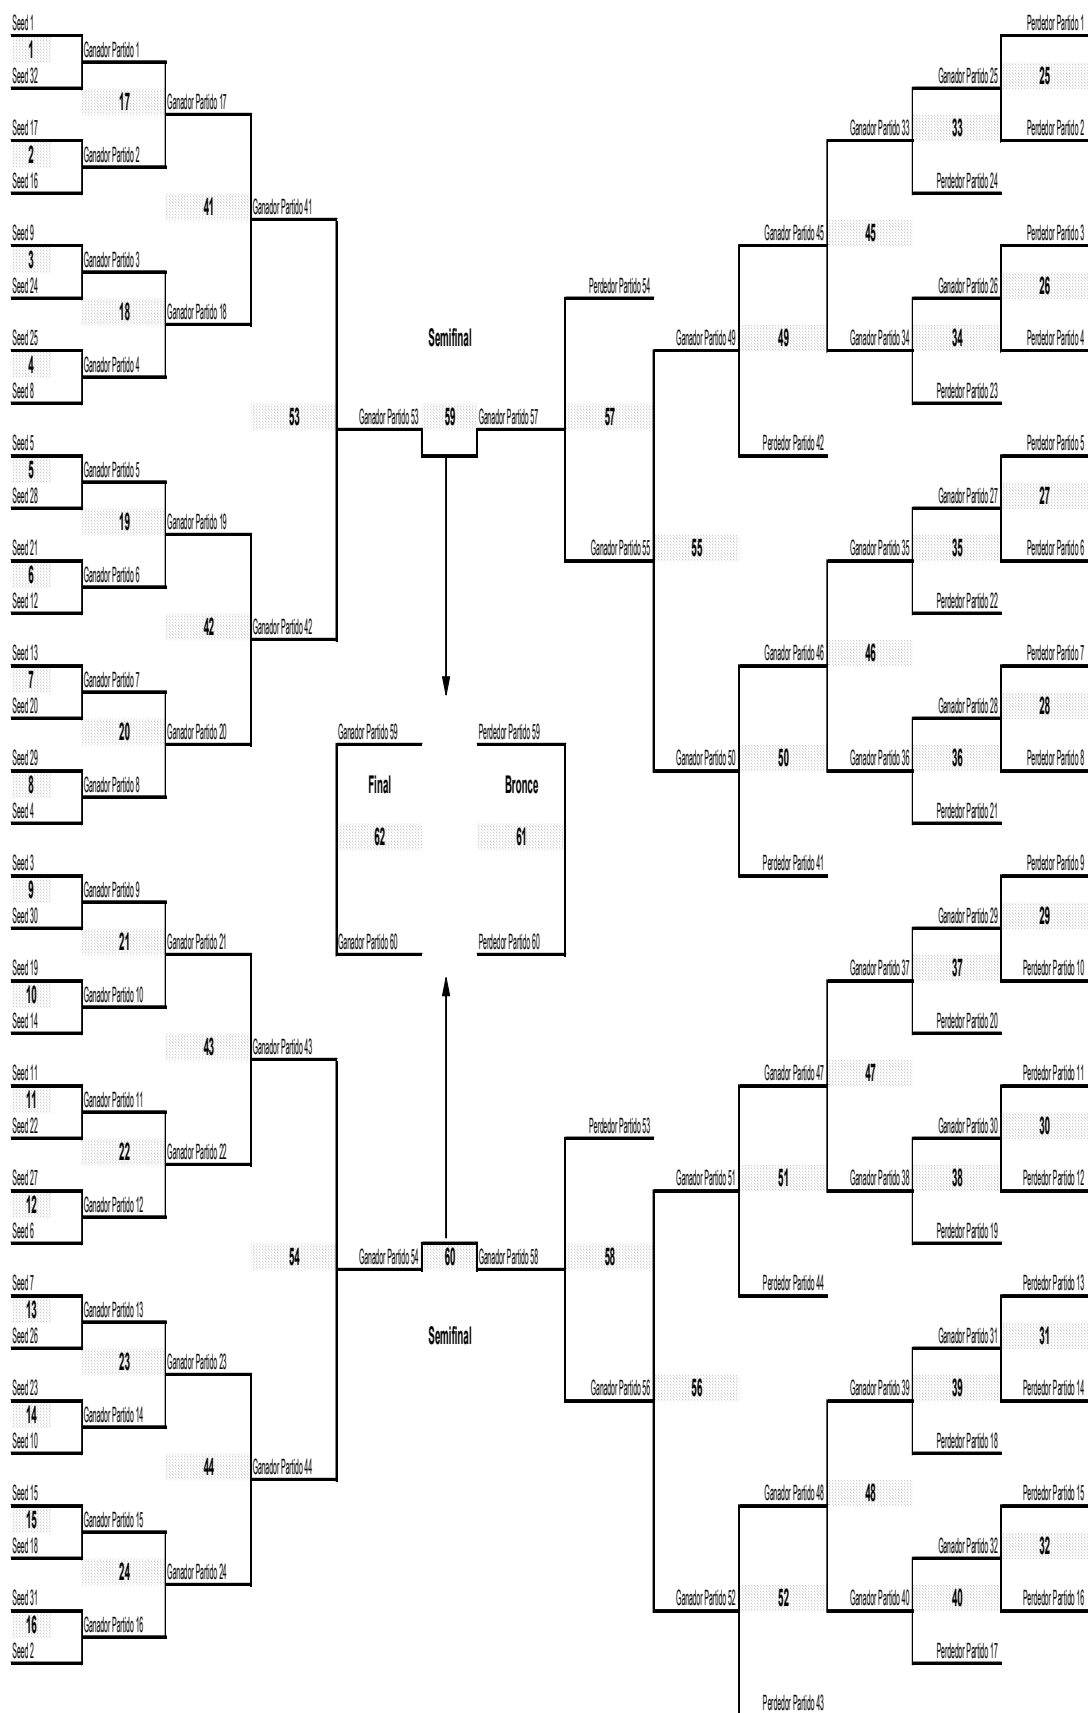 Seed 1
Perdedor Partido 1
1
Ganador Partido 1
Seed 32
Ganador Partido 25
25
17
Ganador Partido 17
Seed 17
Ganador Partido 33
33
Perdedor Partido 2
2
Ganador Partido 2
Seed 16
Perdedor Partido 24
41
Ganador Partido 41
Seed 9
Ganador Partido 45
45
Perdedor Partido 3
3
Ganador Partido 3
Seed 24
Perdedor Partido 54
Ganador Partido 26
26
18
Ganador Partido 18
Seed 25
Semifinal
Ganador Partido 49
49
Ganador Partido 34
34
Perdedor Partido 4
4
Ganador Partido 4
Seed 8
Perdedor Partido 23
53
Ganador Partido 53
59
Ganador Partido 57
57
Seed 5
Perdedor Partido 42
Perdedor Partido 5
5
Ganador Partido 5
Seed 28
Ganador Partido 27
27
19
Ganador Partido 19
Seed 21
Ganador Partido 55
55
Ganador Partido 35
35
Perdedor Partido 6
6
Ganador Partido 6
Seed 12
Perdedor Partido 22
42
Ganador Partido 42
Seed 13
Ganador Partido 46
46
Perdedor Partido 7
7
Ganador Partido 7
Seed 20
Ganador Partido 28
28
20
Ganador Partido 20
Ganador Partido 59
Perdedor Partido 59
Seed 29
Ganador Partido 50
50
Ganador Partido 36
36
Perdedor Partido 8
8
Ganador Partido 8
Final
Bronce
Seed 4
Perdedor Partido 21
62
61
Seed 3
Perdedor Partido 41
Perdedor Partido 9
9
Ganador Partido 9
Seed 30
Ganador Partido 29
29
21
Ganador Partido 21
Ganador Partido 60
Perdedor Partido 60
Seed 19
Ganador Partido 37
37
Perdedor Partido 10
10
Ganador Partido 10
Seed 14
Perdedor Partido 20
43
Ganador Partido 43
Seed 11
Ganador Partido 47
47
Perdedor Partido 11
11
Ganador Partido 11
Seed 22
Perdedor Partido 53
Ganador Partido 30
30
22
Ganador Partido 22
Seed 27
Ganador Partido 51
51
Ganador Partido 38
38
Perdedor Partido 12
12
Ganador Partido 12
Seed 6
Perdedor Partido 19
54
Ganador Partido 54
60
Ganador Partido 58
58
Seed 7
Perdedor Partido 44
Perdedor Partido 13
13
Ganador Partido 13
Seed 26
Semifinal
Ganador Partido 31
31
23
Ganador Partido 23
Seed 23
Ganador Partido 56
56
Ganador Partido 39
39
Perdedor Partido 14
14
Ganador Partido 14
Seed 10
Perdedor Partido 18
44
Ganador Partido 44
Seed 15
Ganador Partido 48
48
Perdedor Partido 15
15
Ganador Partido 15
Seed 18
Ganador Partido 32
32
24
Ganador Partido 24
Seed 31
Ganador Partido 52
52
Ganador Partido 40
40
Perdedor Partido 16
16
Ganador Partido 16
Seed 2
Perdedor Partido 17
Perdedor Partido 43